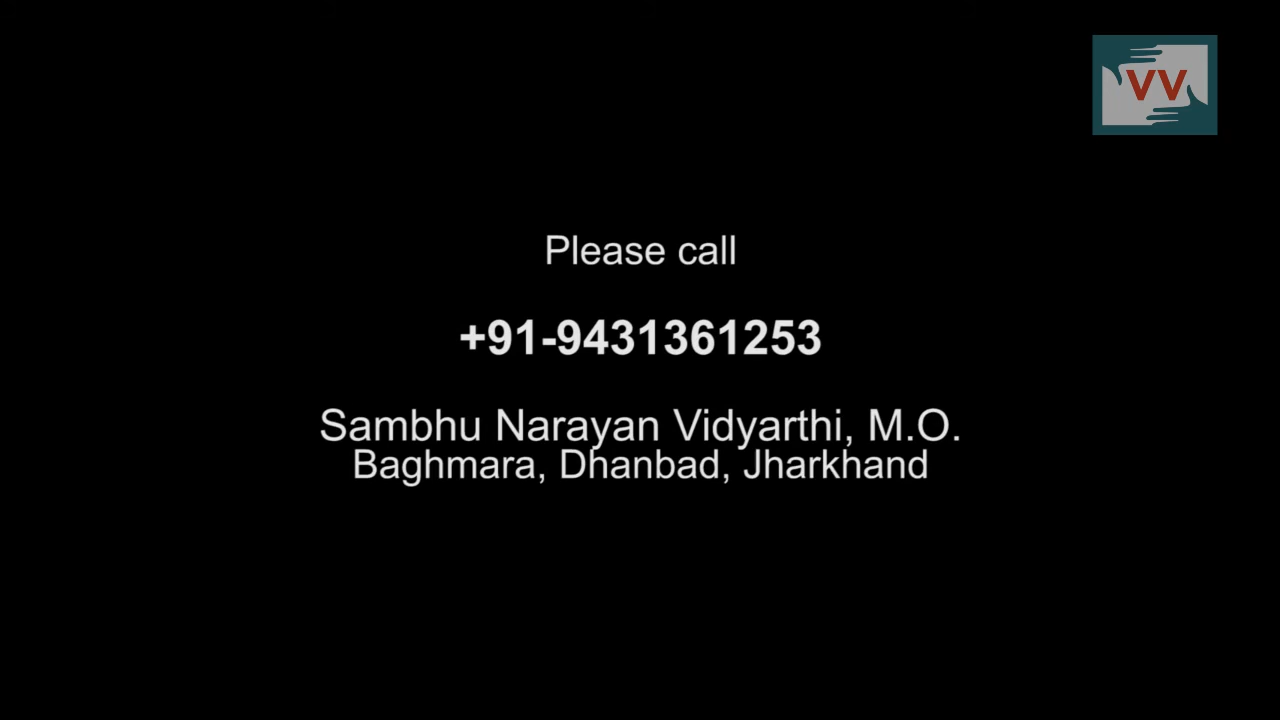 VV
Please call
+91-9431361253
Sambhu Narayan Vidyarthi, M.O.
Baghmara, Dhanbad, Jharkhand